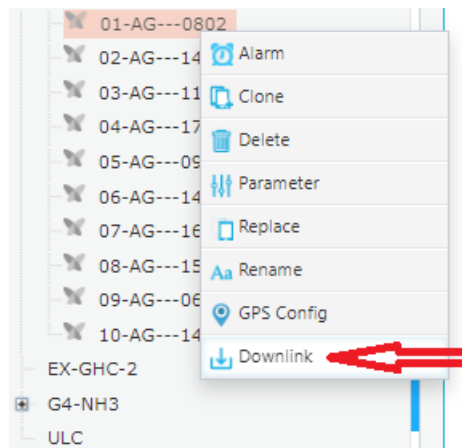 01-AG---0802
02-AG---14
Alarm
03-AG---11
Clone
04-AG---17
Delete
05-AG---09
Parameter
06-AG---14
07-AG---16
Replace
08-AG---15
Aa Rename
09-AG---06
GPS Config
10-AG---14
Downlink
EX-GHC-2
G4-NH3
ULC